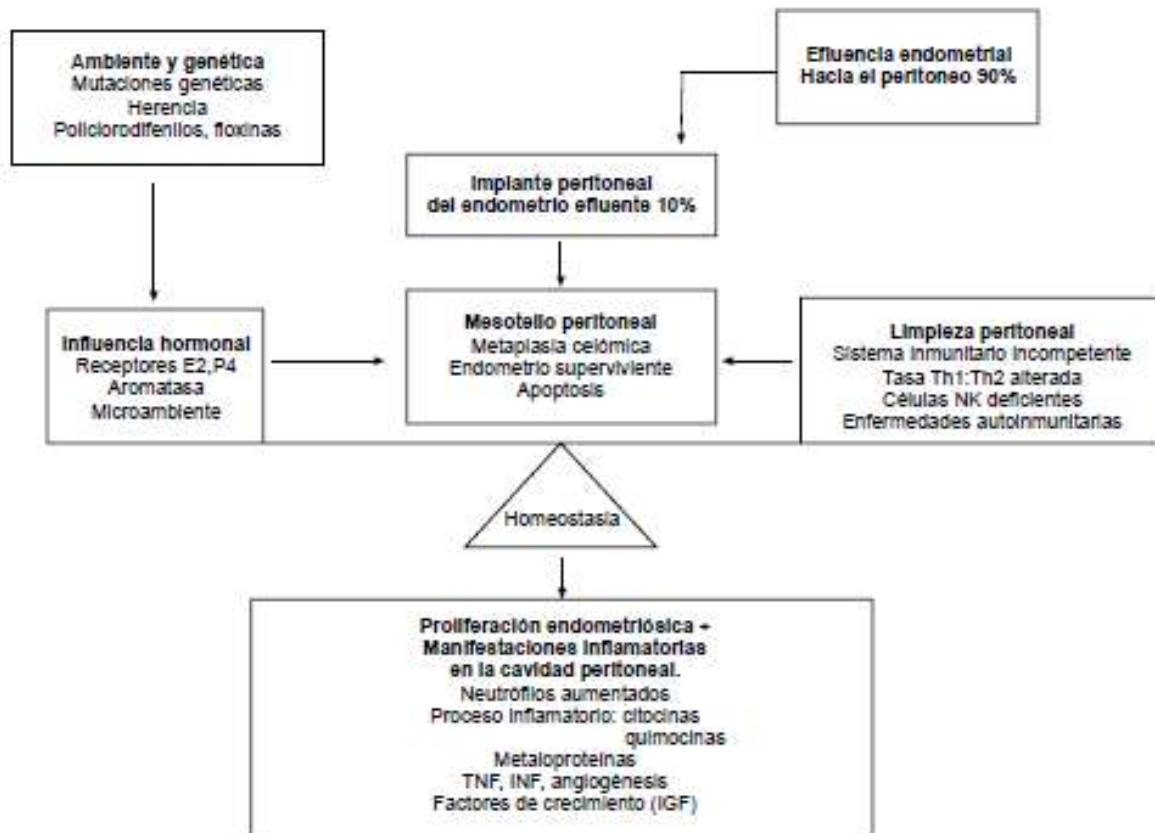 Ambiente y genética
Mutaciones genéticas
Herencia
Policlorodifenilos, floxinas
Efluencia endometrial
Hacia el peritoneo 90%
Implante peritoneal
del endometrio efluente 10%
Influencia hormonal
Receptores E2,P4
Aromatasa
Microambiente
Mesotelio peritoneal
Metaplasia celómica
Endometrio superviviente
Apoptosis
Limpieza peritoneal
Sistema inmunitario incompetente
Tasa Th1:Th2 alterada
Células NK deficientes
Enfermedades autoinmunitarias
Homeostasia
Proliferación endometriósica +
Manifestaciones inflamatorias
en la cavidad peritoneal.
Neutrófilos aumentados
Proceso inflamatorio: citocinas
quimocinas
Metaloproteinas
TNF, INF, angiogénesis
Factores de crecimiento (IGF)